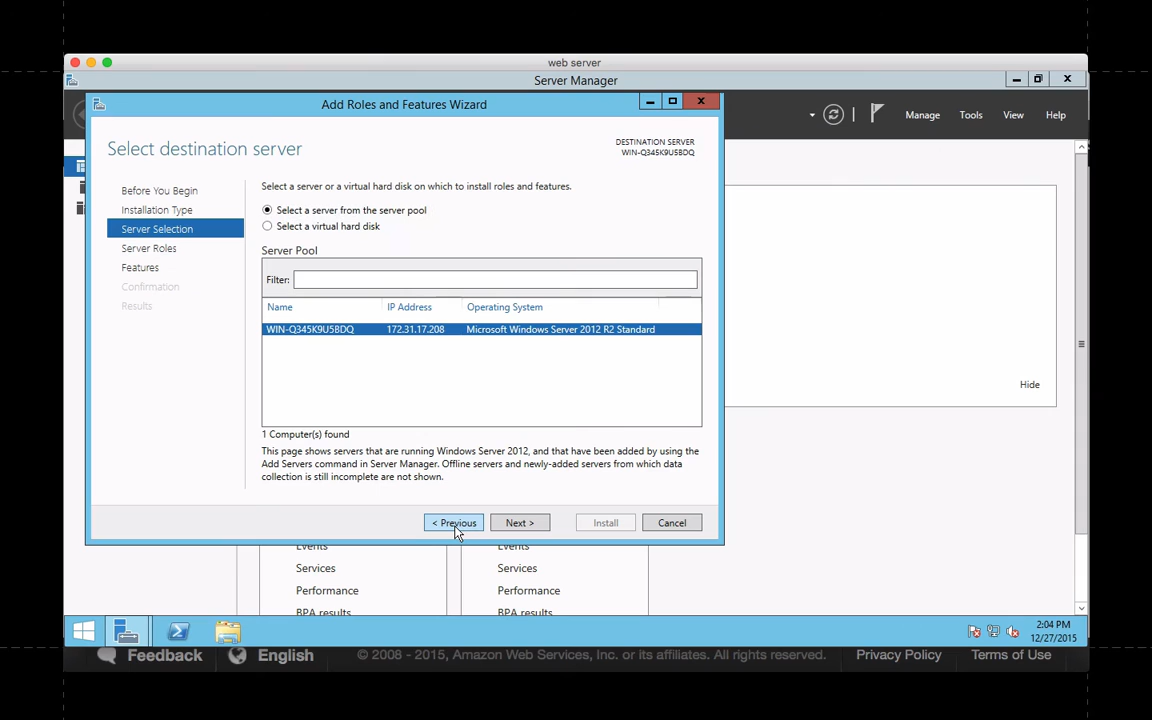 web server
Server Manager
Add Roles and Features Wizard
Manage
Tools
View
Help
Select destination server
DESTINATION SERVER
WIN-Q345K9U5BDQ
Before You Begin
Installation Type
Server Selection
Server Roles
Features
Confirmation
Results
Select a server or a virtual hard disk on which to install roles and features.
Select a server from the server pool
Select a virtual hard disk
Server Pool
Filter:
Name
IP Address
Operating System
WIN-Q345K9U5BDQ
172.31.17.208
Microsoft Windows Server 2012 R2 Standard
1 Computer(s) found
This page shows servers that are running Windows Server 2012, and that have been added by using the
Add Servers command in Server Manager. Offline servers and newly-added servers from which data
collection is still incomplete are not shown.
< Previous
Next >
Install
Cancel
Hide
Events
Services
Performance
BPA results
Events
Services
Performance
BPA results
2:04 PM
12/27/2015
Feedback
English
© 2008 - 2015, Amazon Web Services, Inc. or its affiliates. All rights reserved.
Privacy Policy
Terms of Use